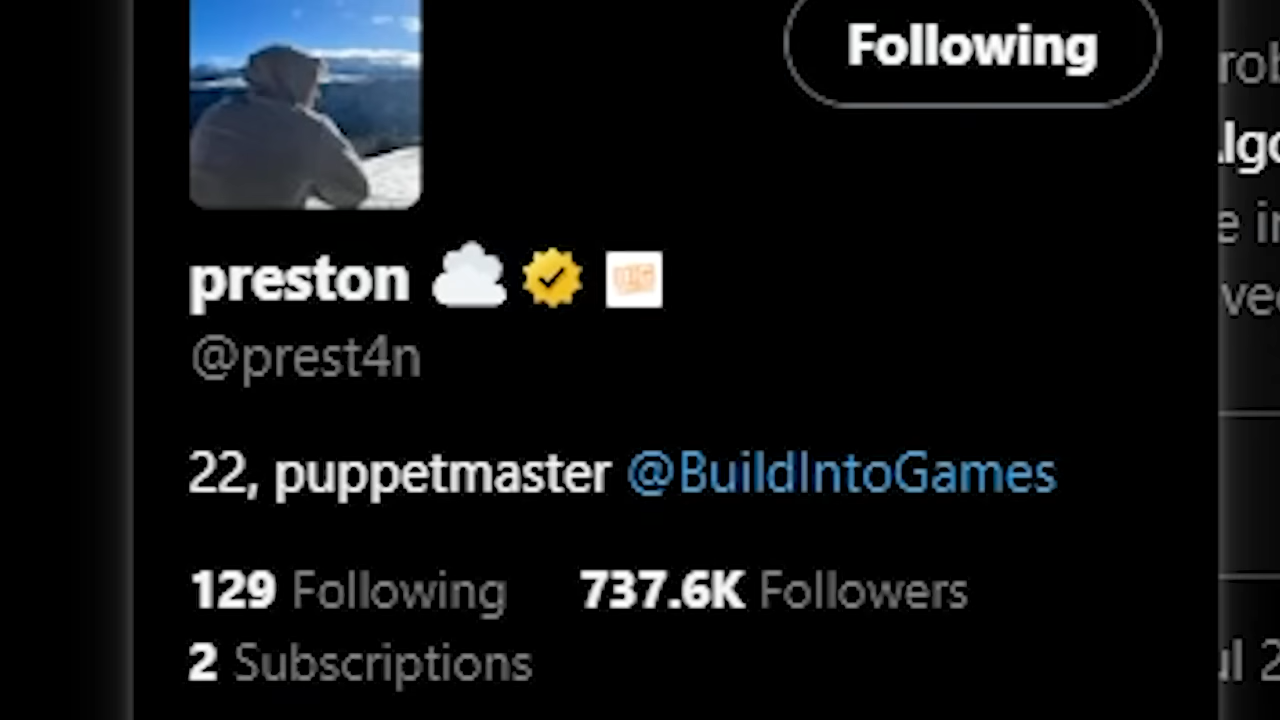 Following
preston
@prest4n
22, puppetmaster @BuildIntoGames
129 Following 737.6K Followers
2 Subscriptions